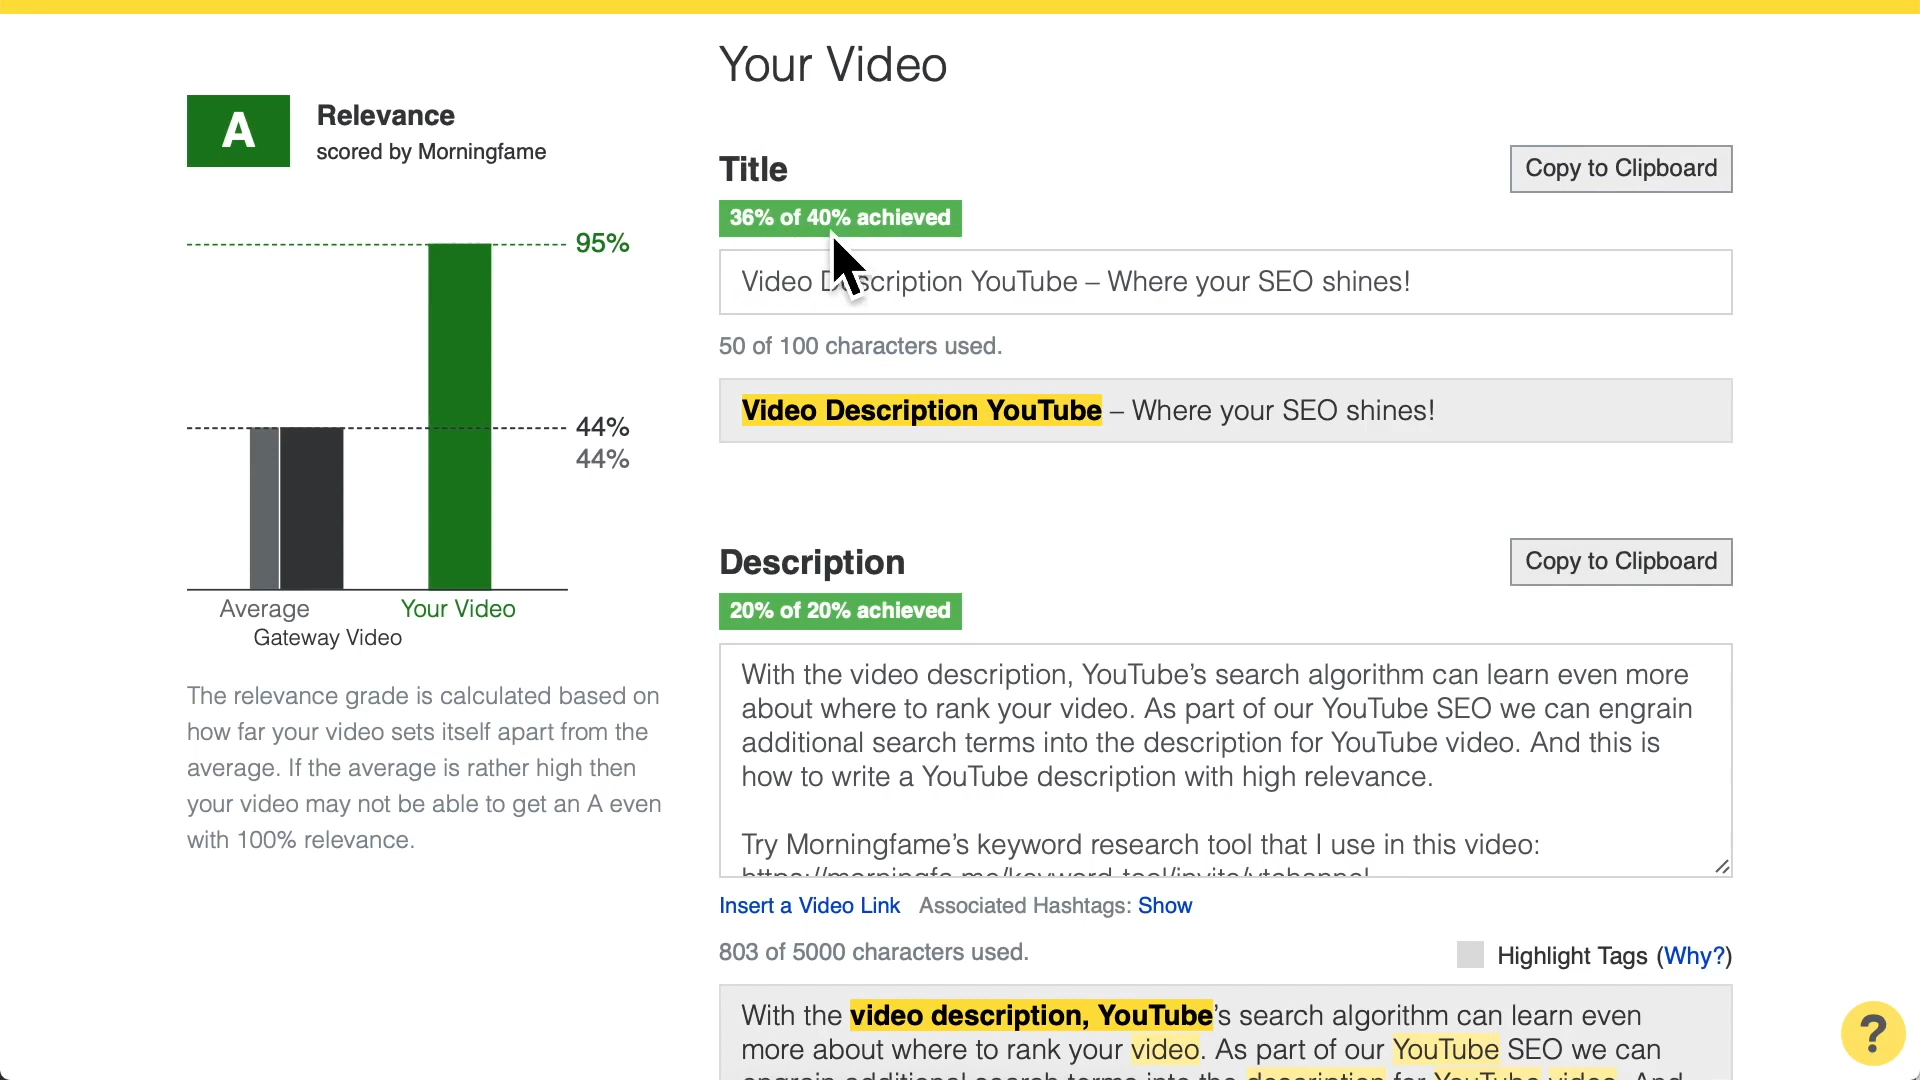 Your Video
A
Relevance
scored by Morningfame
95%
44%
44%
Average
Your Video
Gateway Video
The relevance grade is calculated based on
how far your video sets itself apart from the
average. If the average is rather high then
your video may not be able to get an A even
with 100% relevance.
Title
Copy to Clipboard
36% of 40% achieved
Video Description YouTube – Where your SEO shines!
50 of 100 characters used.
Video Description YouTube – Where your SEO shines!
Description
Copy to Clipboard
20% of 20% achieved
With the video description, YouTube’s search algorithm can learn even more
about where to rank your video. As part of our YouTube SEO we can engrain
additional search terms into the description for YouTube video. And this is
how to write a YouTube description with high relevance.
Try Morningfame’s keyword research tool that I use in this video:
Insert a Video Link Associated Hashtags: Show
803 of 5000 characters used.
Highlight Tags (Why?)
With the video description, YouTube’s search algorithm can learn even
more about where to rank your video. As part of our YouTube SEO we can
?